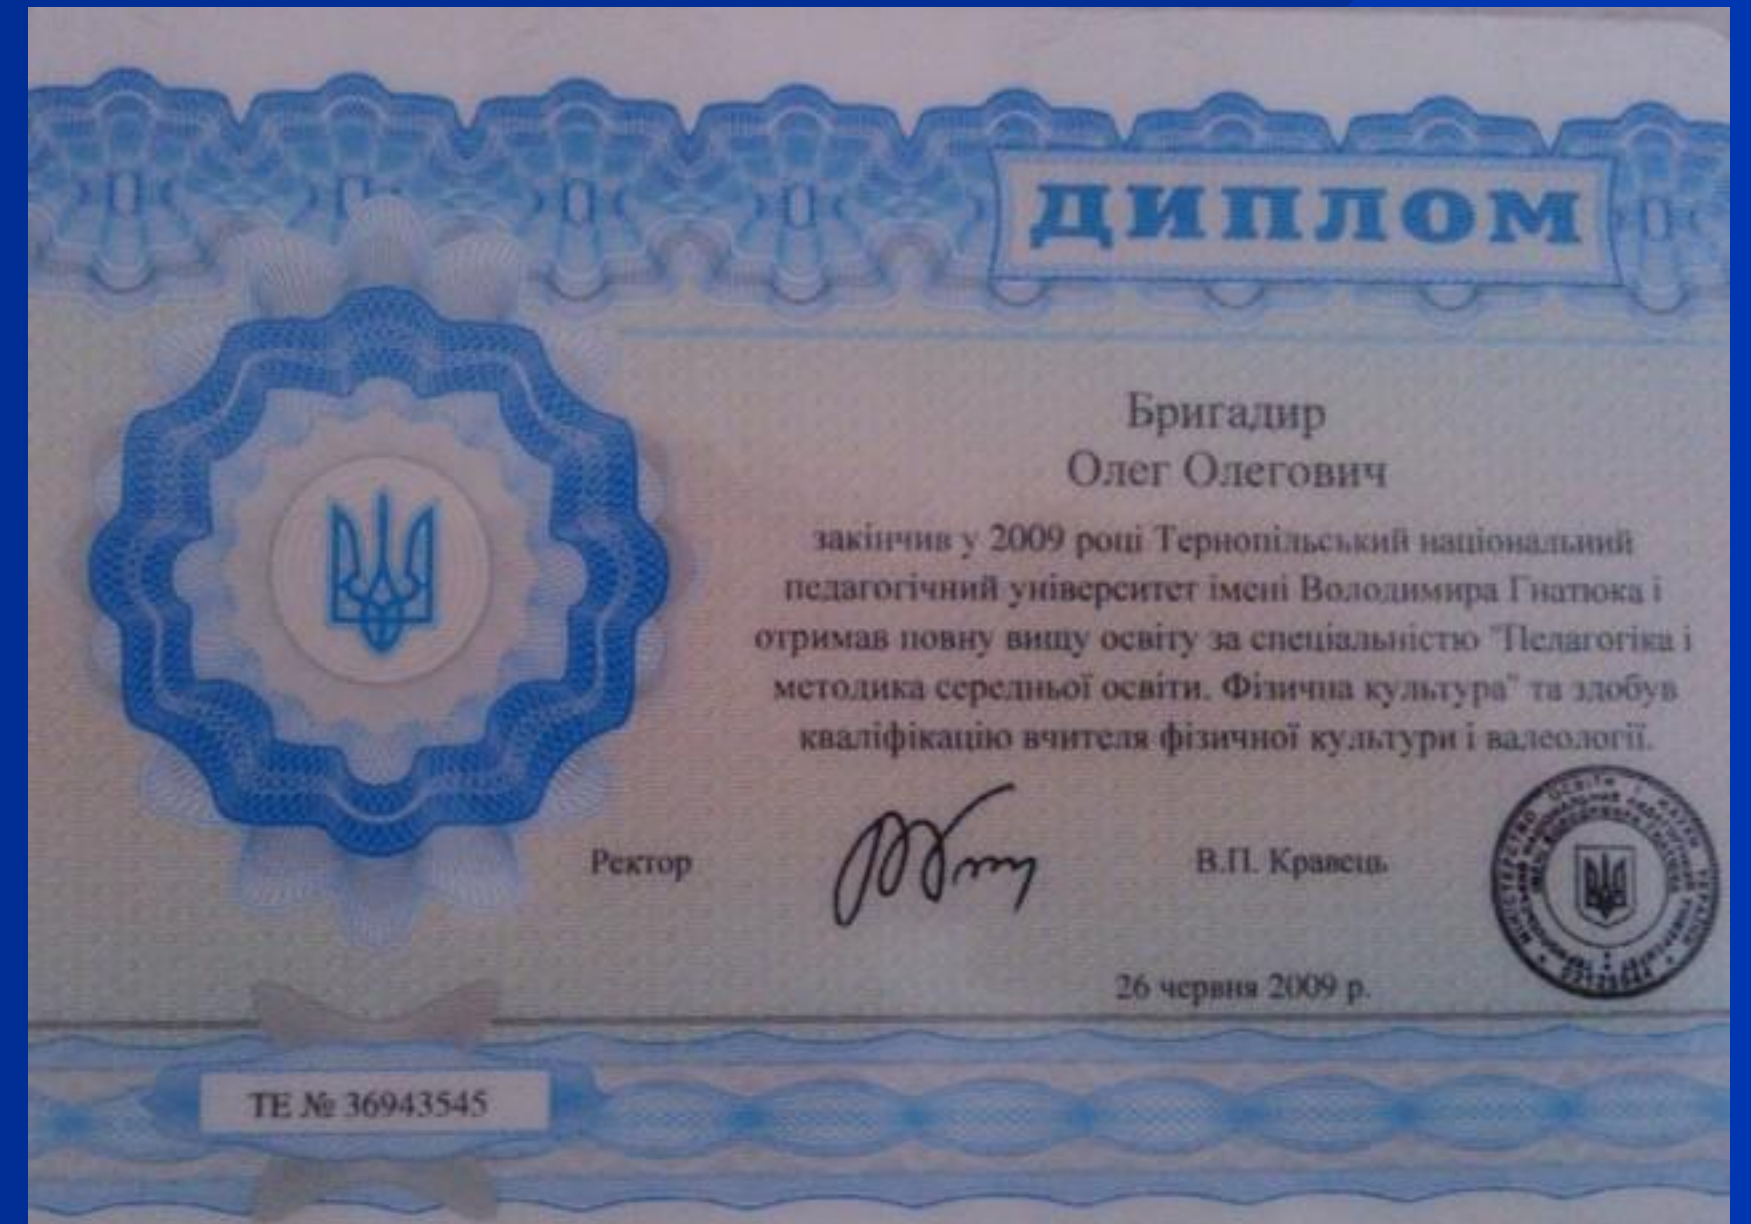 ДИПЛОМ
Бригадир
Олег Олегович
закінчив у 2009 році Тернопільський національний
педагогічний університет імені Володимира Гнатюка і
отримав повну вищу освіту за спеціальністю "Педагогіка і
методика середньої освіти. Фізична культура" та здобув
кваліфікацію вчителя фізичної культури і валеології.
Ректор
В.П. Кравець
26 червня 2009 р.
ТЕ № 36943545